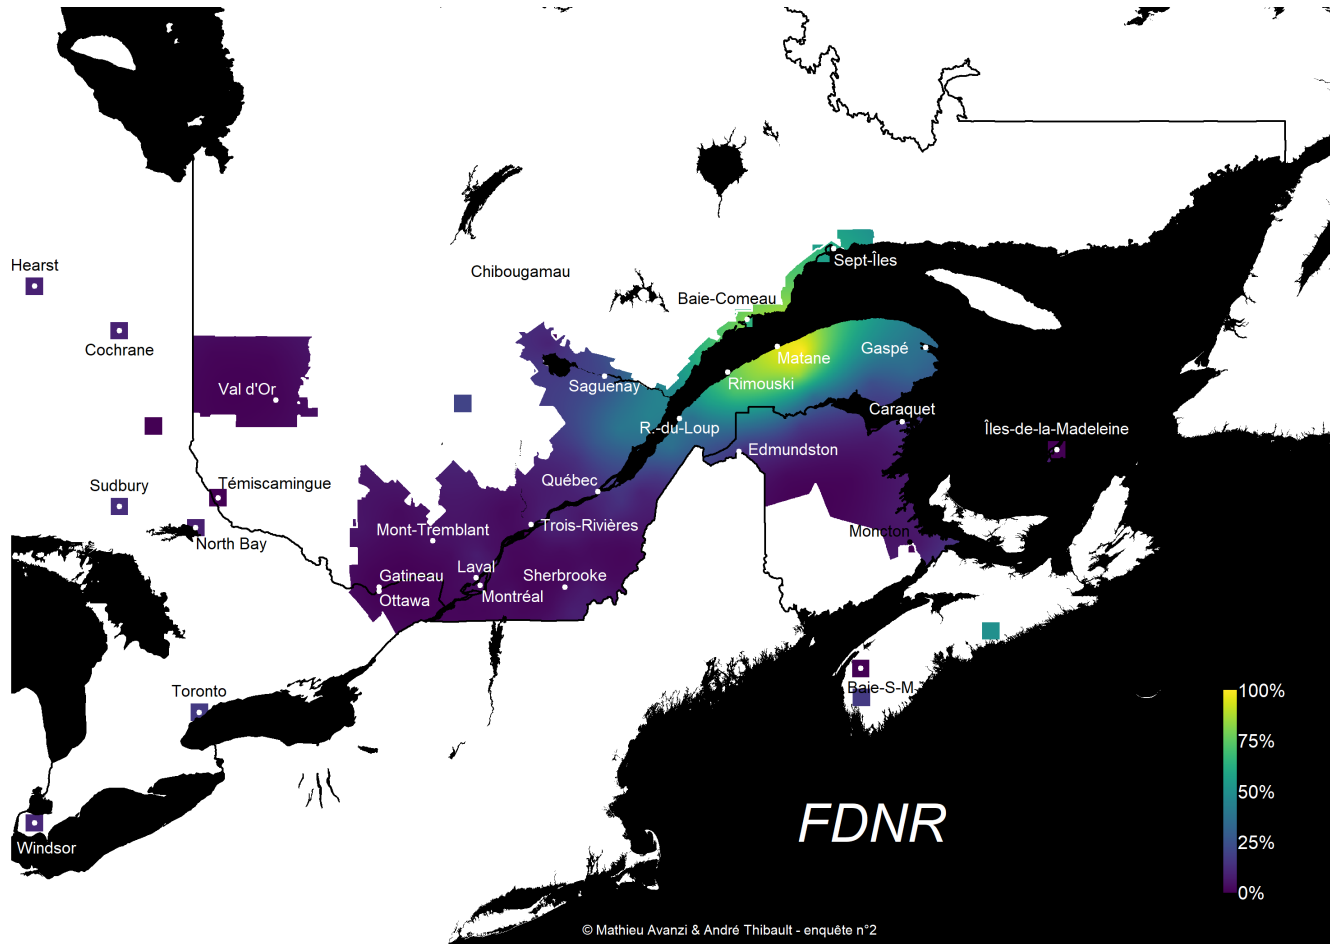 Hearst
Cochrane
Chibougamau
Sept-Îles
Baie-Comeau
Matane
Gaspé
Rimouski
Val d'Or
Saguenay
R.-du-Loup
Caraquet
Îles-de-la-Madeleine
Edmundston
Sudbury
Témiscamingue
Québec
North Bay
Mont-Tremblant
Trois-Rivières
Moncton
Laval
Gatineau
Sherbrooke
Ottawa
Montréal
Toronto
Baie-S-M-
100%
75%
50%
25%
0%
FDNR
Windsor
© Mathieu Avanzi & André Thibault - enquête n°2